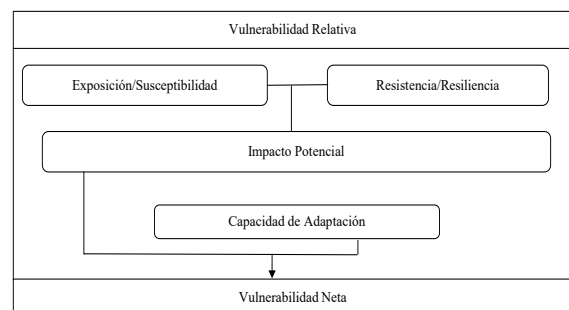 Vulnerabilidad Relativa
Exposición/Susceptibilidad
Resistencia/Resiliencia
Impacto Potencial
Capacidad de Adaptación
Vulnerabilidad Neta